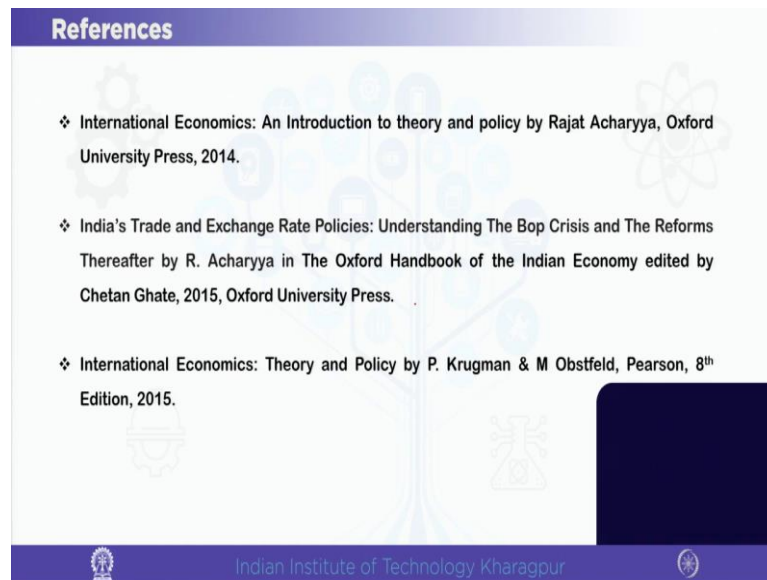 References
❖ International Economics: An Introduction to theory and policy by Rajat Acharyya, Oxford
University Press, 2014.
❖ India's Trade and Exchange Rate Policies: Understanding The Bop Crisis and The Reforms
Thereafter by R. Acharyya in The Oxford Handbook of the Indian Economy edited by
Chetan Ghate, 2015, Oxford University Press.
❖ International Economics: Theory and Policy by P. Krugman & M Obstfeld, Pearson, 8th
Edition, 2015.
Indian Institute of Technology Kharagpur